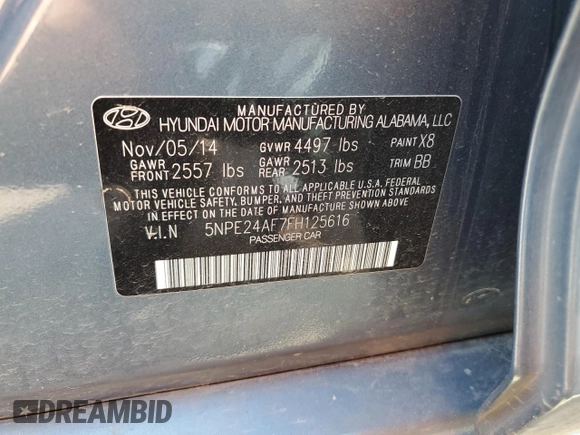 MANUFACTURED BY
HYUNDAI MOTOR MANUFACTURING ALABAMA, LLC
Nov/05/14 GVWR 4497 lbs PAINT X8
GAWR FRONT 2557 lbs GAWR REAR 2513 lbs TRIM BB
THIS VEHICLE CONFORMS TO ALL APPLICABLE U.S.A. FEDERAL
MOTOR VEHICLE SAFETY, BUMPER, AND THEFT PREVENTION STANDARDS
IN EFFECT ON THE DATE OF MANUFACTURE SHOWN ABOVE.
V.I.N 5NPE24AF7FH125616
PASSENGER CAR
DREAMBID